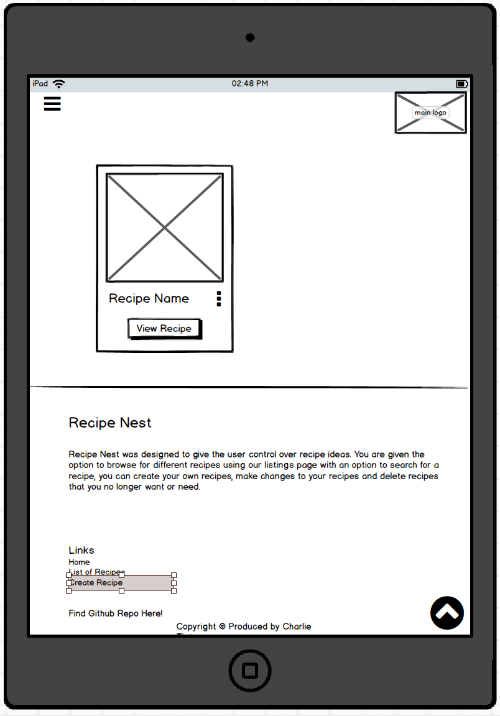 iPad 02:48 PM
main logo
Recipe Name
View Recipe
Recipe Nest
Recipe Nest was designed to give the user control over recipe ideas. You are given the
option to browse for different recipes using our listings page with an option to search for a
recipe, you can create your own recipes, make changes to your recipes and delete recipes
that you no longer want or need.
Links
Home
List of Recipes
Create Recipe
Find Github Repo Here!
Copyright © Produced by Charlie